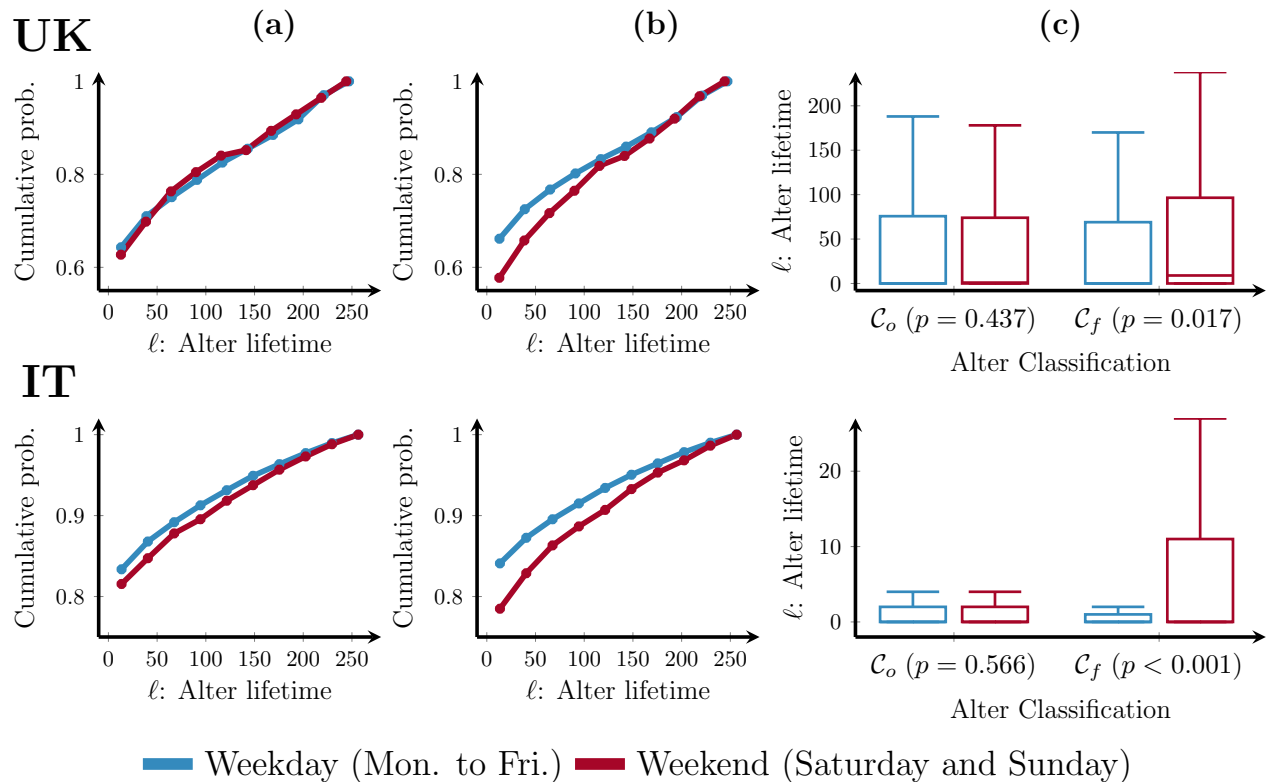 (a) (b) (c)
UK
Cumulative prob.
1
0.8
0.6
0 50 100 150 200 250
ℓ: Alter lifetime
Cumulative prob.
1
0.8
0.6
0 50 100 150 200 250
ℓ: Alter lifetime
ℓ: Alter lifetime
200
150
100
50
0
𝒞ₒ (p = 0.437) 𝒞_f (p = 0.017)
Alter Classification
IT
Cumulative prob.
1
0.9
0.8
0 50 100 150 200 250
ℓ: Alter lifetime
Cumulative prob.
1
0.9
0.8
0 50 100 150 200 250
ℓ: Alter lifetime
ℓ: Alter lifetime
20
10
0
𝒞ₒ (p = 0.566) 𝒞_f (p < 0.001)
Alter Classification
Weekday (Mon. to Fri.) Weekend (Saturday and Sunday)